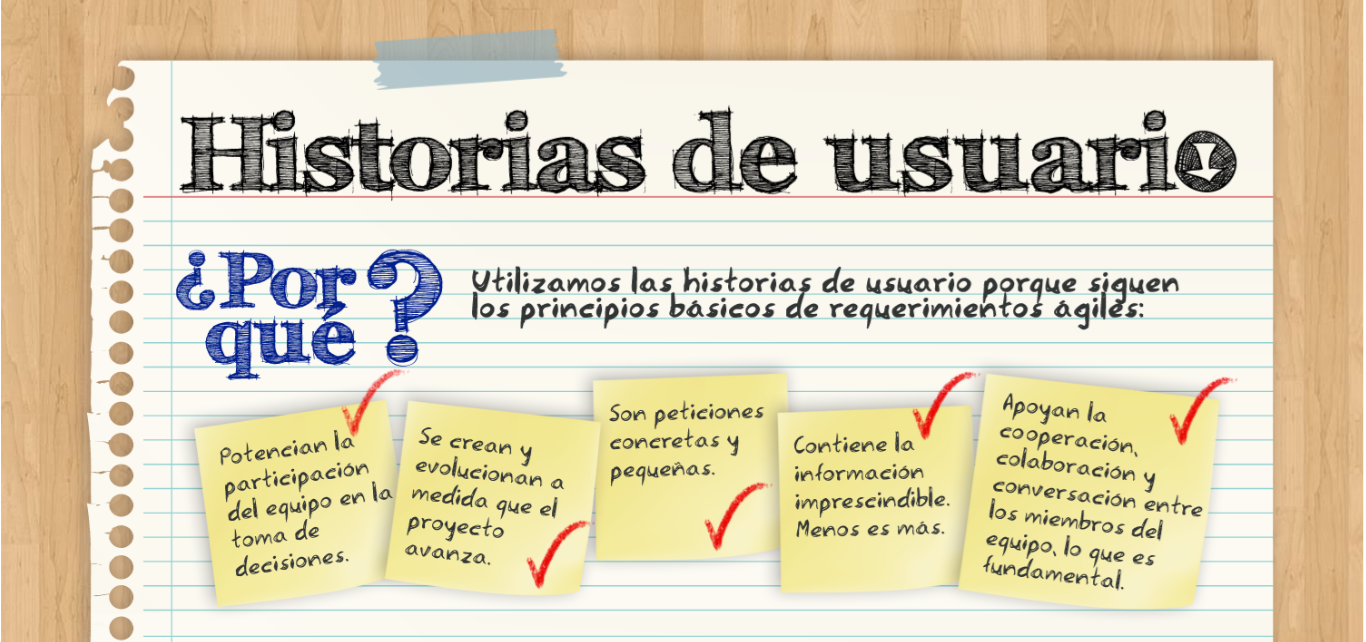 Historias de usuario
¿Por
qué?
Utilizamos las historias de usuario porque siguen
los principios básicos de requerimientos ágiles:
Potencian la
participación
del equipo en la
toma de
decisiones.
Se crean y
evolucionan a
medida que el
proyecto
avanza.
Son peticiones
concretas y
pequeñas.
Contiene la
información
imprescindible.
Menos es más.
Apoyan la
cooperación,
colaboración y
conversación entre
los miembros del
equipo, lo que es
fundamental.